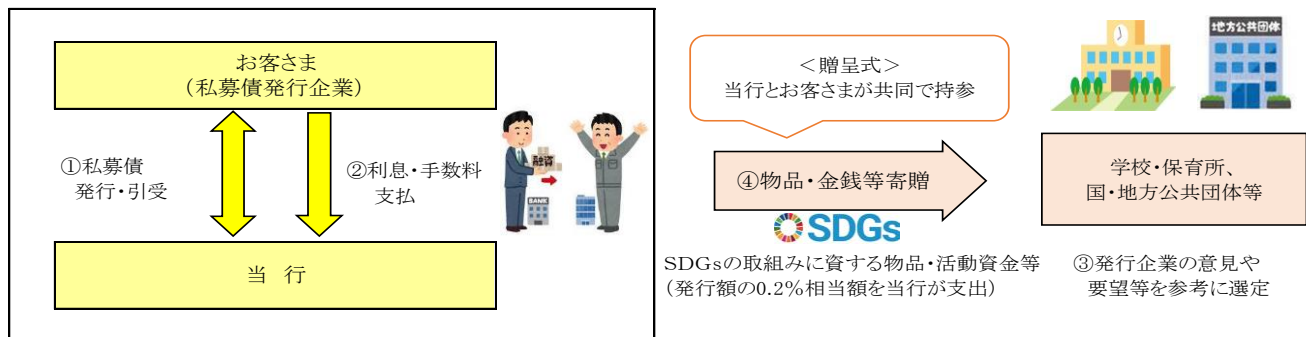 お客さま
(私募債発行企業)
①私募債
発行・引受
②利息・手数料
支払
融資
BANK
当 行
<贈呈式>
当行とお客さまが共同で持参
④物品・金銭等寄贈
SDGs
SDGsの取組みに資する物品・活動資金等
(発行額の0.2%相当額を当行が支出)
地方公共団体
学校・保育所、
国・地方公共団体等
③発行企業の意見や
要望等を参考に選定